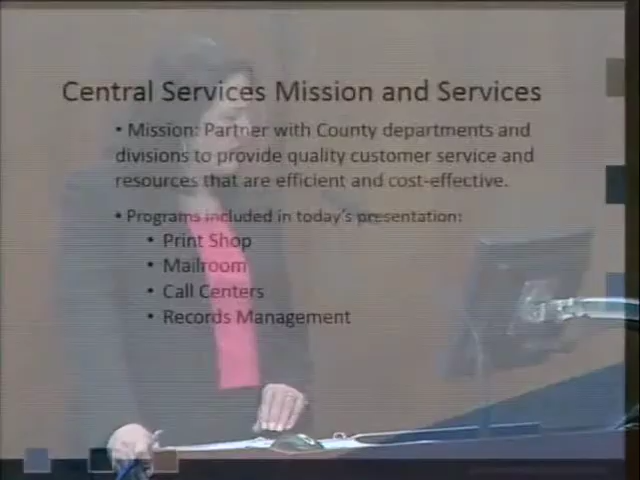 Central Services Mission and Services
• Mission: Partner with County departments and
divisions to provide quality customer service and
resources that are efficient and cost-effective.
• Programs included in today's presentation:
• Print Shop
• Mailroom
• Call Centers
• Records Management